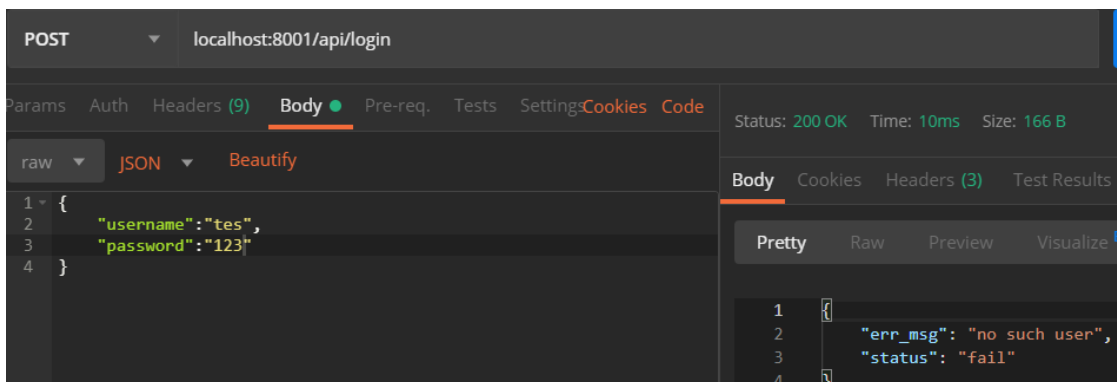 POST localhost:8001/api/login
Params Auth Headers (9) Body Pre-req. Tests Settings Cookies Code
raw JSON Beautify
1 {
2 "username":"tes",
3 "password":"123"
4 }
Status: 200 OK Time: 10ms Size: 166 B
Body Cookies Headers (3) Test Results
Pretty Raw Preview Visualize
1 {
2 "err_msg": "no such user",
3 "status": "fail"
4 }